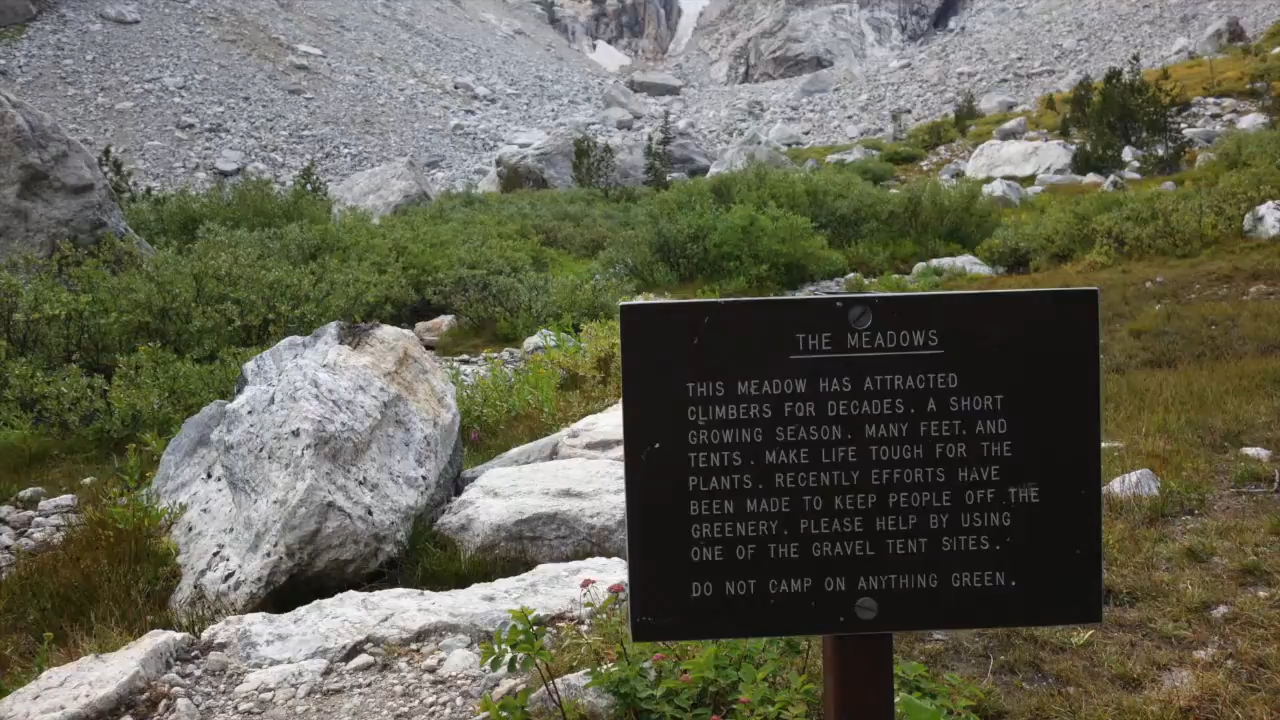 THE MEADOWS
THIS MEADOW HAS ATTRACTED
CLIMBERS FOR DECADES. A SHORT
GROWING SEASON, MANY FEET, AND
TENTS, MAKE LIFE TOUGH FOR THE
PLANTS. RECENTLY EFFORTS HAVE
BEEN MADE TO KEEP PEOPLE OFF THE
GREENERY. PLEASE HELP BY USING
ONE OF THE GRAVEL TENT SITES.
DO NOT CAMP ON ANYTHING GREEN.